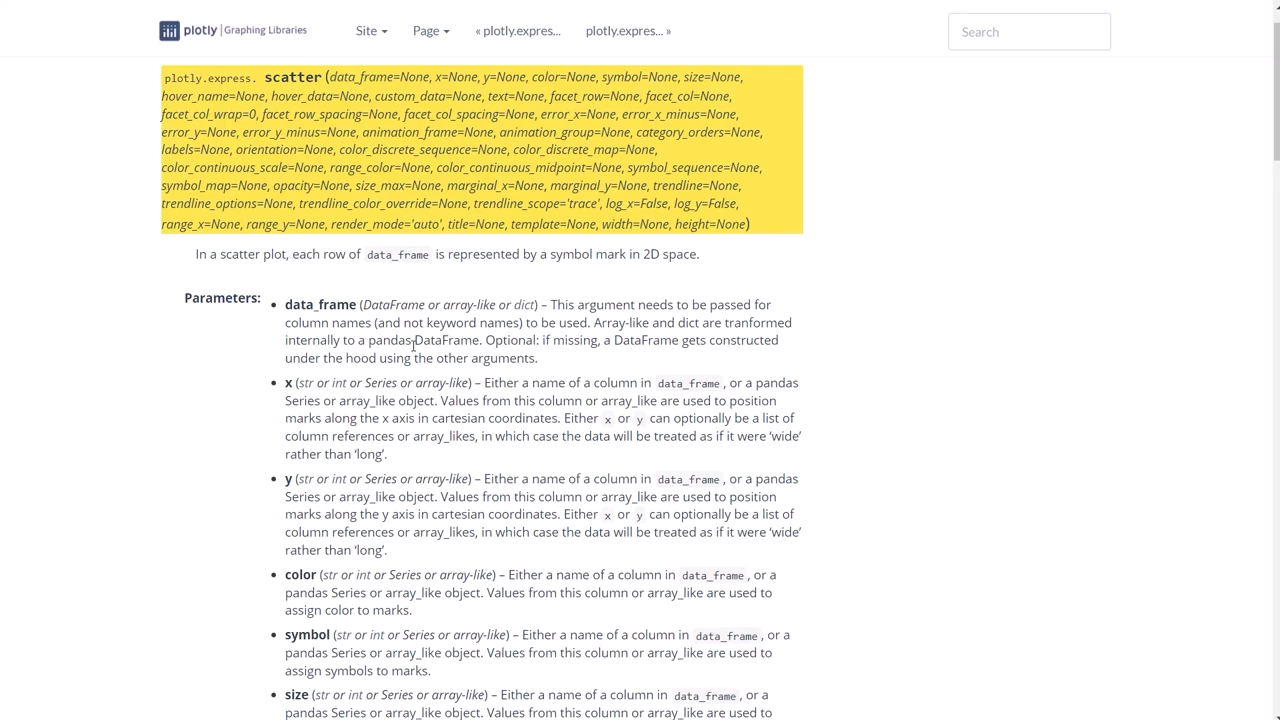 plotly | Graphing Libraries Site Page « plotly.expres... plotly.expres... » Search
plotly.express. scatter (data_frame=None, x=None, y=None, color=None, symbol=None, size=None,
hover_name=None, hover_data=None, custom_data=None, text=None, facet_row=None, facet_col=None,
facet_col_wrap=0, facet_row_spacing=None, facet_col_spacing=None, error_x=None, error_x_minus=None,
error_y=None, error_y_minus=None, animation_frame=None, animation_group=None, category_orders=None,
labels=None, orientation=None, color_discrete_sequence=None, color_discrete_map=None,
color_continuous_scale=None, range_color=None, color_continuous_midpoint=None, symbol_sequence=None,
symbol_map=None, opacity=None, size_max=None, marginal_x=None, marginal_y=None, trendline=None,
trendline_options=None, trendline_color_override=None, trendline_scope='trace', log_x=False, log_y=False,
range_x=None, range_y=None, render_mode='auto', title=None, template=None, width=None, height=None)
In a scatter plot, each row of data_frame is represented by a symbol mark in 2D space.
Parameters:
• data_frame (DataFrame or array-like or dict) – This argument needs to be passed for
column names (and not keyword names) to be used. Array-like and dict are tranformed
internally to a pandas DataFrame. Optional: if missing, a DataFrame gets constructed
under the hood using the other arguments.
• x (str or int or Series or array-like) – Either a name of a column in data_frame, or a pandas
Series or array_like object. Values from this column or array_like are used to position
marks along the x axis in cartesian coordinates. Either x or y can optionally be a list of
column references or array_likes, in which case the data will be treated as if it were ‘wide’
rather than ‘long’.
• y (str or int or Series or array-like) – Either a name of a column in data_frame, or a pandas
Series or array_like object. Values from this column or array_like are used to position
marks along the y axis in cartesian coordinates. Either x or y can optionally be a list of
column references or array_likes, in which case the data will be treated as if it were ‘wide’
rather than ‘long’.
• color (str or int or Series or array-like) – Either a name of a column in data_frame, or a
pandas Series or array_like object. Values from this column or array_like are used to
assign color to marks.
• symbol (str or int or Series or array-like) – Either a name of a column in data_frame, or a
pandas Series or array_like object. Values from this column or array_like are used to
assign symbols to marks.
• size (str or int or Series or array-like) – Either a name of a column in data_frame, or a
pandas Series or array_like object. Values from this column or array_like are used to